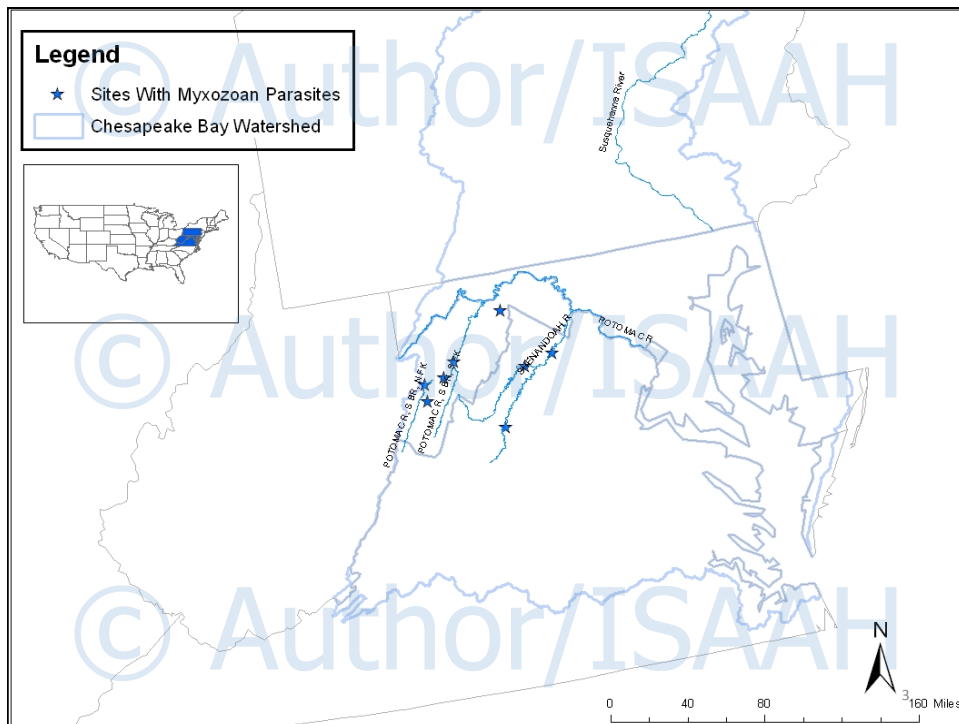 © Author/ISAAH
Legend
Sites With Myxozoan Parasites
Chesapeake Bay Watershed
Susquehanna River
© Author/ISAAH
POTOMAC R
SHENANDOAH R
POTOMAC R, S BR, N FK
POTOMAC R, S BR, S FK
© Author/ISAAH
N
3
0 40 80 160 Miles